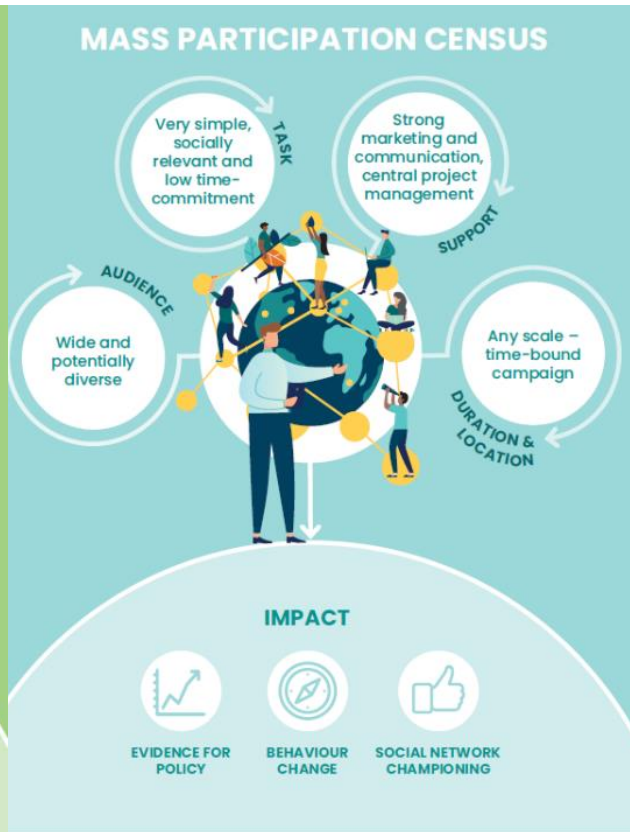 MASS PARTICIPATION CENSUS
Very simple,
socially
relevant and
low time-
commitment
TASK
Strong
marketing and
communication,
central project
management
SUPPORT
AUDIENCE
Wide and
potentially
diverse
Any scale –
time-bound
campaign
DURATION &
LOCATION
IMPACT
EVIDENCE FOR
POLICY
BEHAVIOUR
CHANGE
SOCIAL NETWORK
CHAMPIONING